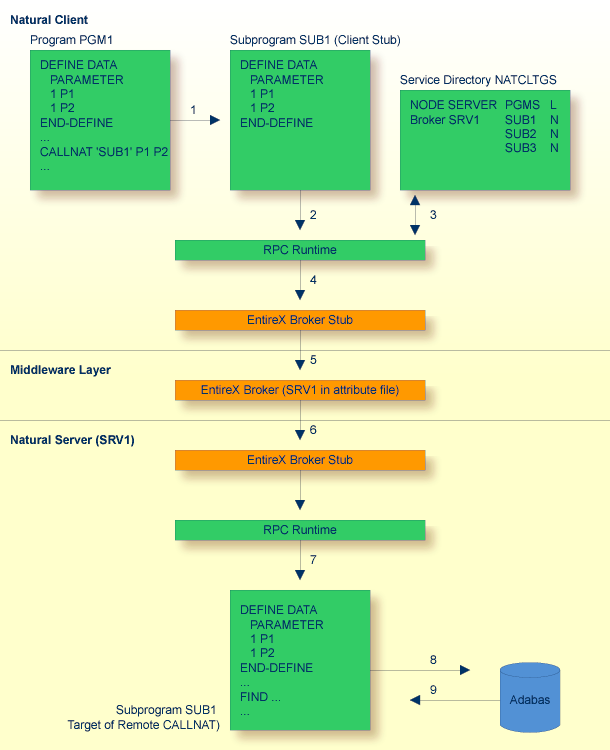 Natural Client
Program PGM1
DEFINE DATA
PARAMETER
1 P1
1 P2
END-DEFINE
...
CALLNAT 'SUB1' P1 P2
...
1
Subprogram SUB1 (Client Stub)
DEFINE DATA
PARAMETER
1 P1
1 P2
END-DEFINE
Service Directory NATCLTGS
NODE SERVER PGMS L
Broker SRV1 SUB1 N
SUB2 N
SUB3 N
2
3
RPC Runtime
4
EntireX Broker Stub
5
Middleware Layer
EntireX Broker (SRV1 in attribute file)
6
Natural Server (SRV1)
EntireX Broker Stub
RPC Runtime
7
DEFINE DATA
PARAMETER
1 P1
1 P2
END-DEFINE
...
FIND ...
...
8
9
Adabas
Subprogram SUB1
Target of Remote CALLNAT)